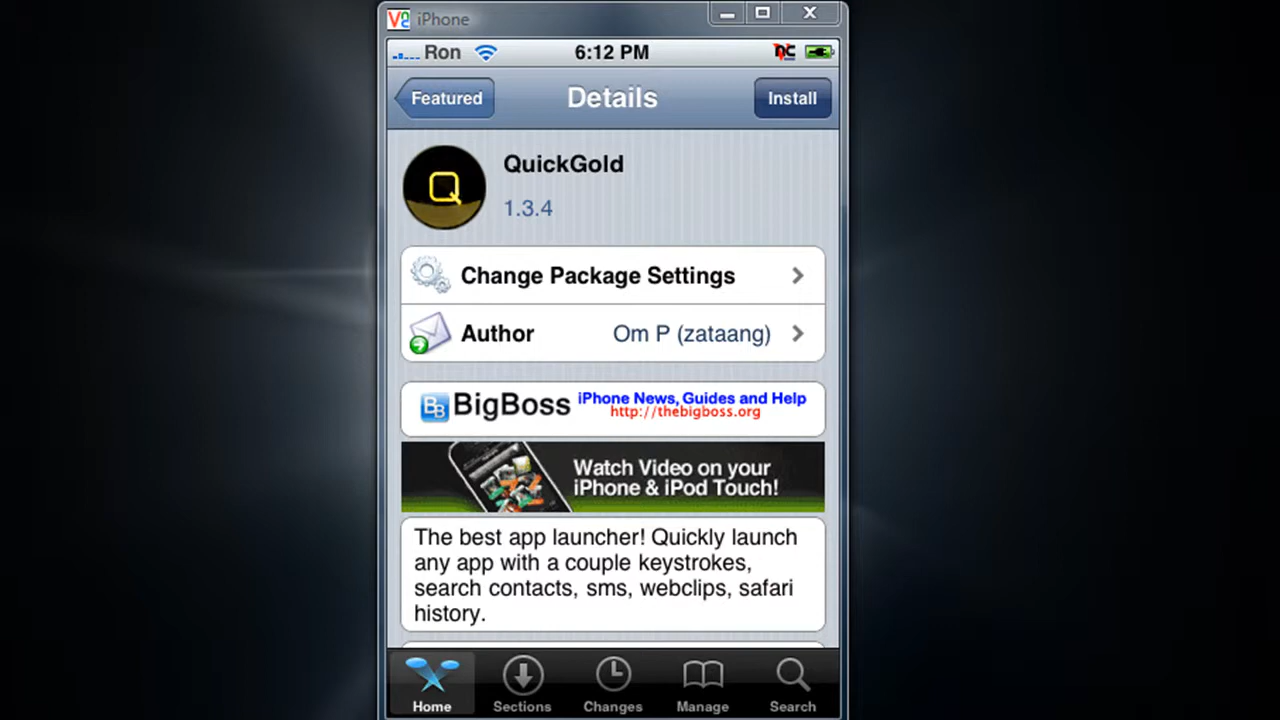 iPhone
Ron 6:12 PM
Featured Details Install
Q
QuickGold
1.3.4
Change Package Settings
Author Om P (zataang)
BB BigBoss iPhone News, Guides and Help
http://thebigboss.org
Watch Video on your
iPhone & iPod Touch!
The best app launcher! Quickly launch
any app with a couple keystrokes,
search contacts, sms, webclips, safari
history.
Home Sections Changes Manage Search